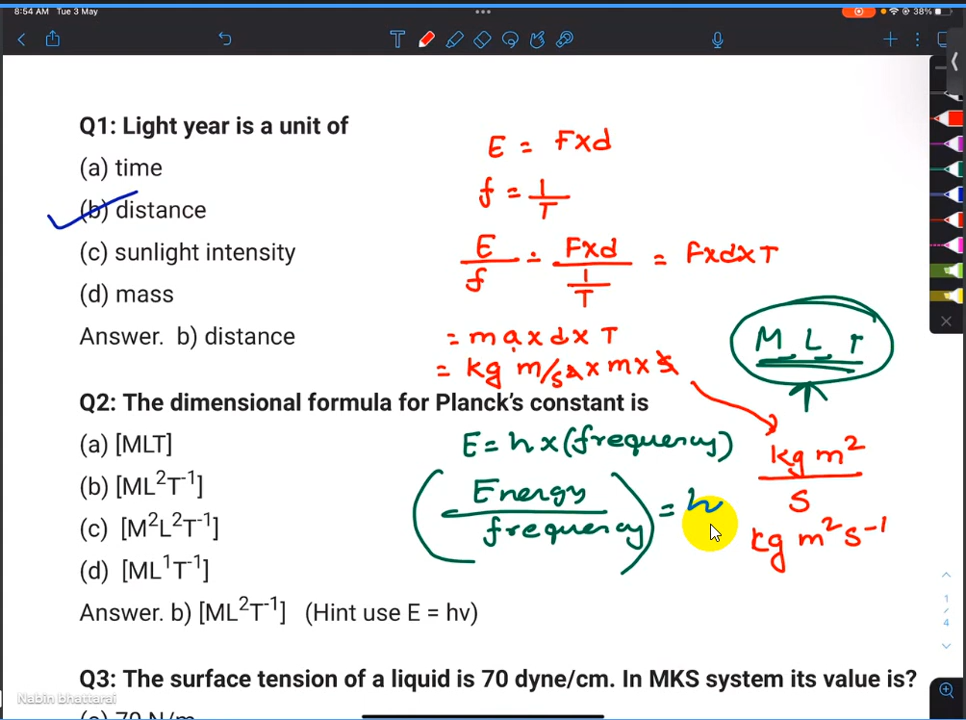 8:54 AM Tue 3 May
38%
Q1: Light year is a unit of
(a) time
(b) distance
(c) sunlight intensity
(d) mass
Answer. b) distance
E = F×d
f = 1/T
E/f = F×d / (1/T) = F×d×T
= m a × d × T
= kg m/s² × m × s
M L T
Q2: The dimensional formula for Planck's constant is
(a) [MLT]
(b) [ML²T⁻¹]
(c) [M²L²T⁻¹]
(d) [ML¹T⁻¹]
E = h × (frequency)
(Energy / frequency) = h
kg m² / s
kg m² s⁻¹
Answer. b) [ML²T⁻¹] (Hint use E = hv)
Q3: The surface tension of a liquid is 70 dyne/cm. In MKS system its value is?
(a) 70 N/m
Nabin bhattarai
1
/
4